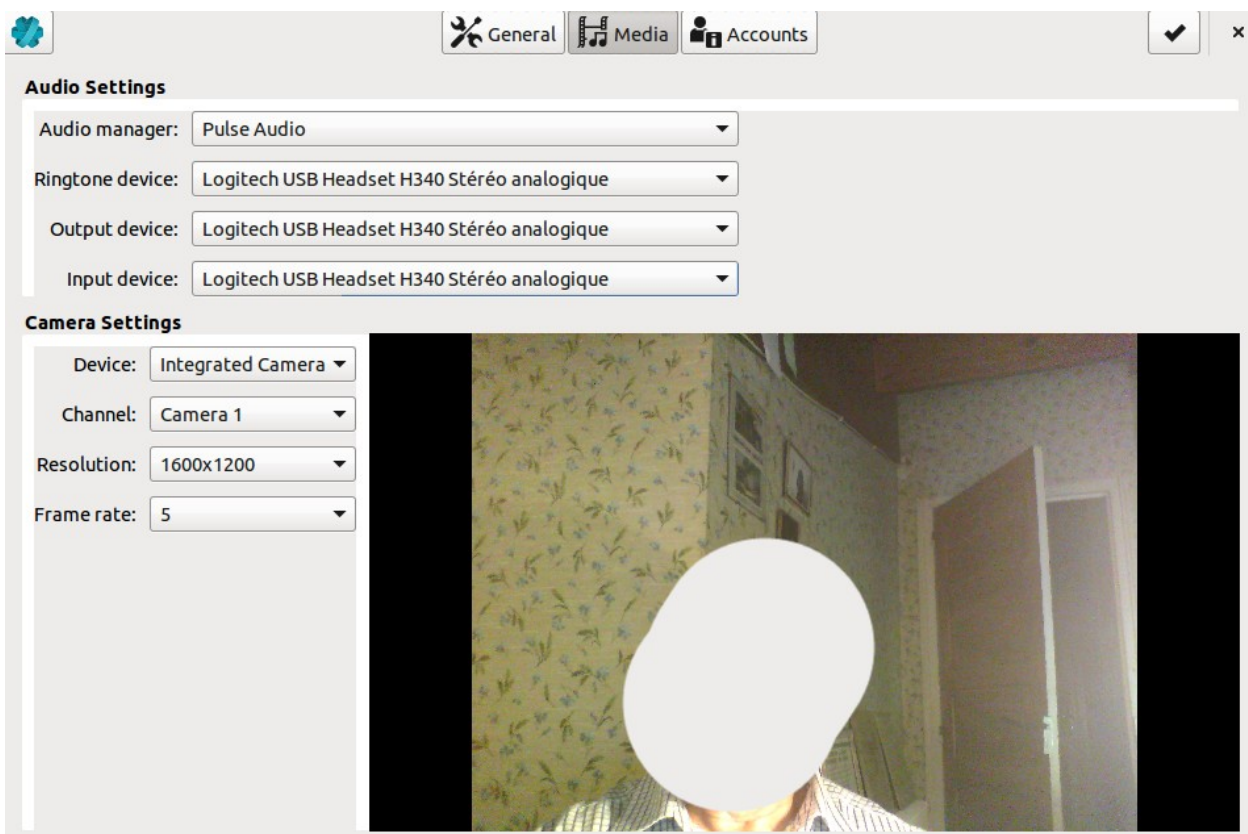 General Media Accounts
Audio Settings
Audio manager: Pulse Audio
Ringtone device: Logitech USB Headset H340 Stéréo analogique
Output device: Logitech USB Headset H340 Stéréo analogique
Input device: Logitech USB Headset H340 Stéréo analogique
Camera Settings
Device: Integrated Camera
Channel: Camera 1
Resolution: 1600x1200
Frame rate: 5